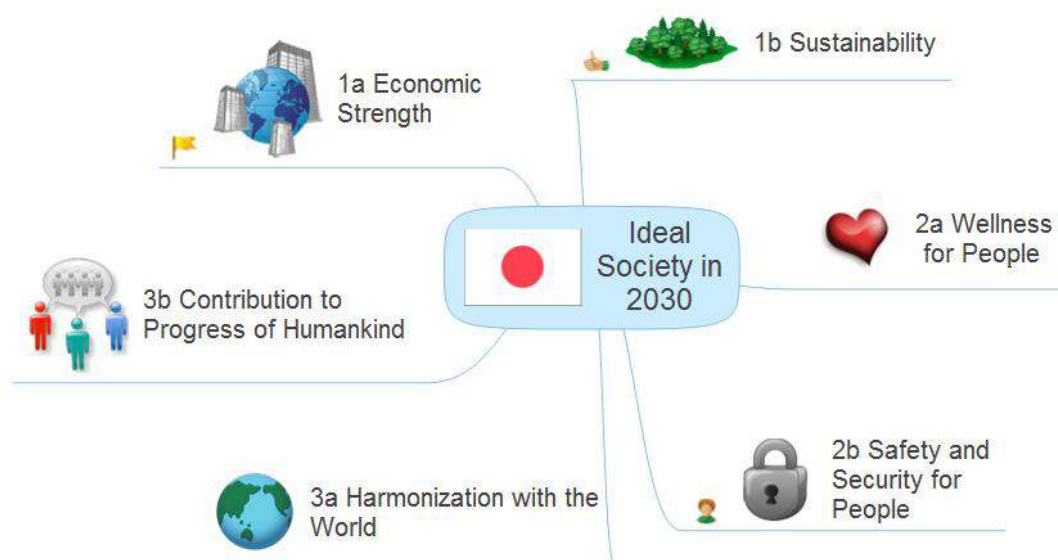 1a Economic
Strength
1b Sustainability
Ideal
Society in
2030
2a Wellness
for People
3b Contribution to
Progress of Humankind
2b Safety and
Security for
People
3a Harmonization with the
World